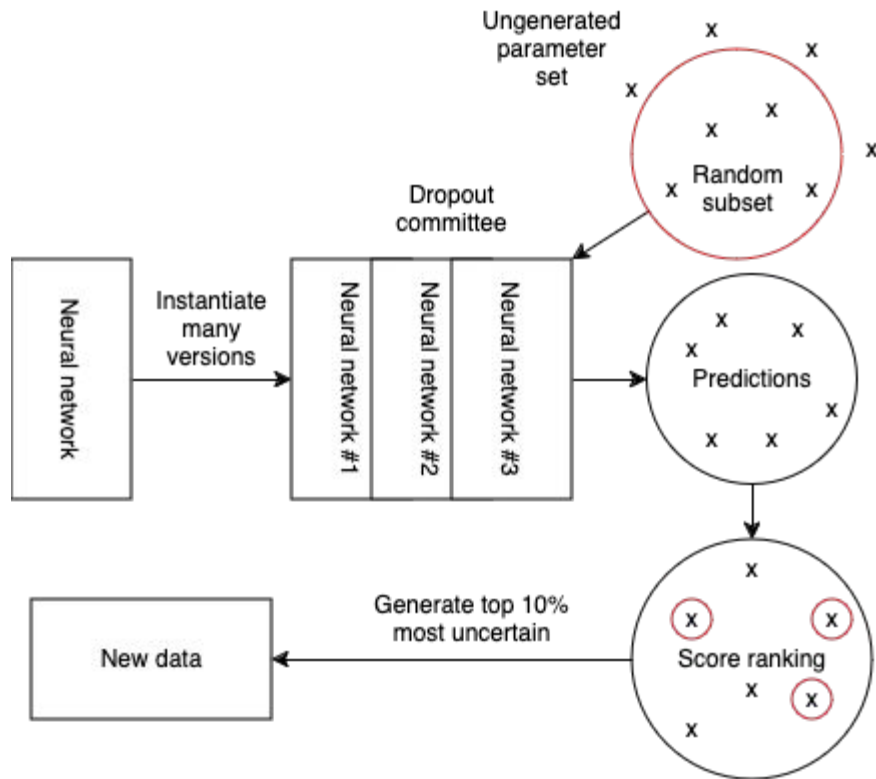 Ungenerated
parameter
set
x
x
x
x
x
x
x
x
Random
subset
Dropout
committee
Neural network
Instantiate
many
versions
Neural network #1
Neural network #2
Neural network #3
x
x
x
Predictions
x
x
x
x
x
x
Score ranking
x
x
x
Generate top 10%
most uncertain
New data